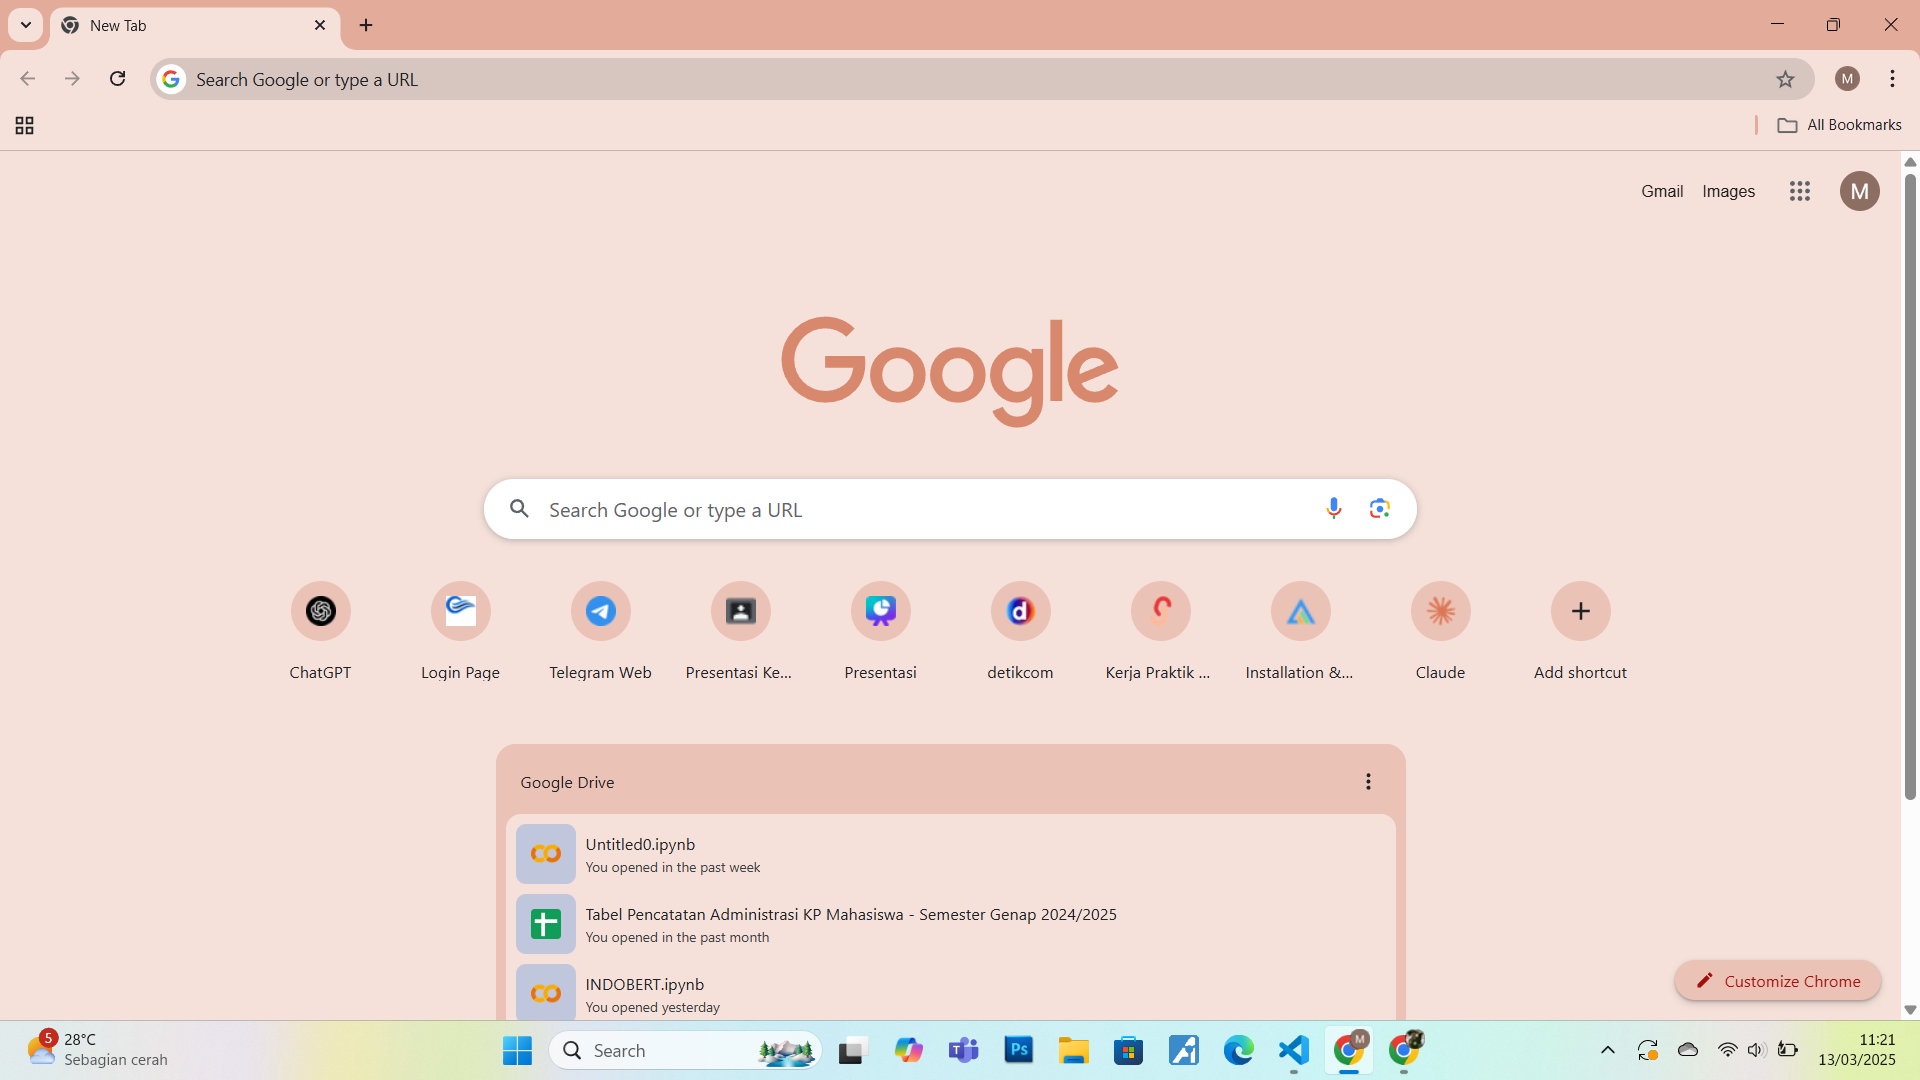 New Tab
Search Google or type a URL
M
All Bookmarks
Gmail
Images
M
Google
Search Google or type a URL
ChatGPT
Login Page
Telegram Web
Presentasi Ke...
Presentasi
detikcom
Kerja Praktik ...
Installation &...
Claude
Add shortcut
Google Drive
Untitled0.ipynb
You opened in the past week
Tabel Pencatatan Administrasi KP Mahasiswa - Semester Genap 2024/2025
You opened in the past month
INDOBERT.ipynb
You opened yesterday
Customize Chrome
5
28°C
Sebagian cerah
Search
Ps
M
11:21
13/03/2025